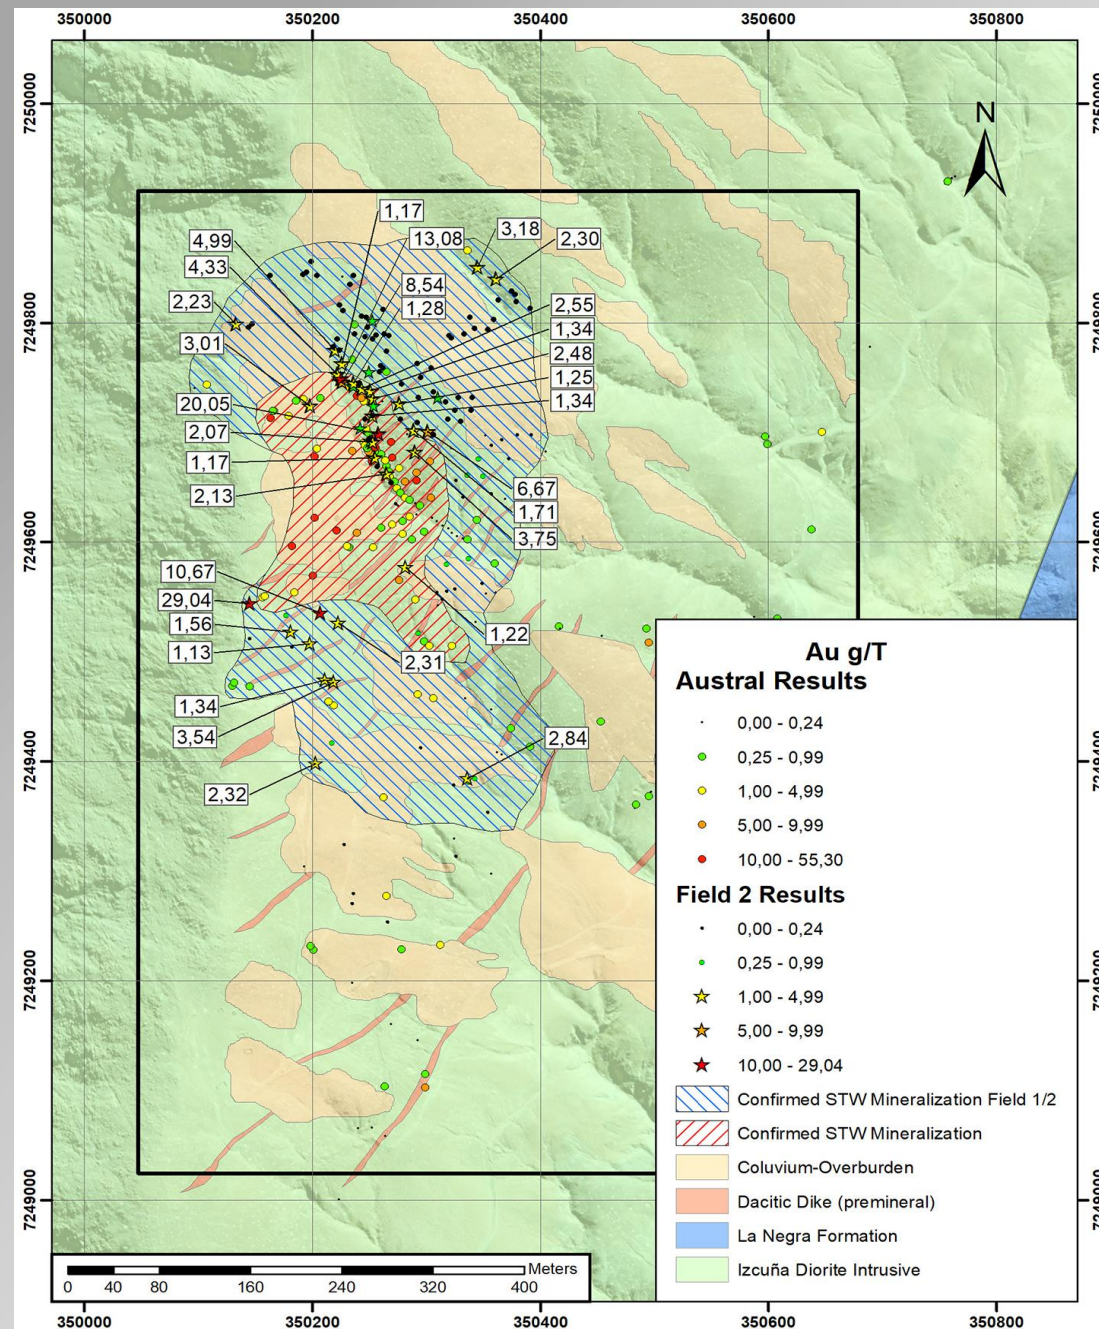 350000 350200 350400 350600 350800
7250000 7250000
N
1,17
4,99 13,08 3,18 2,30
4,33
8,54
2,23 1,28 2,55
7249800 7249800
1,34
3,01 2,48
1,25
20,05 1,34
2,07
1,17
2,13 6,67
1,71
3,75
7249600 7249600
10,67
29,04
1,56 1,22
1,13 2,31
1,34
3,54 2,84
2,32
7249400 7249400
7249200 7249200
7249000 7249000
Au g/T
Austral Results
0,00 - 0,24
0,25 - 0,99
1,00 - 4,99
5,00 - 9,99
10,00 - 55,30
Field 2 Results
0,00 - 0,24
0,25 - 0,99
1,00 - 4,99
5,00 - 9,99
10,00 - 29,04
Confirmed STW Mineralization Field 1/2
Confirmed STW Mineralization
Coluvium-Overburden
Dacitic Dike (premineral)
La Negra Formation
Izcuña Diorite Intrusive
Meters
0 40 80 160 240 320 400
350000 350200 350400 350600 350800